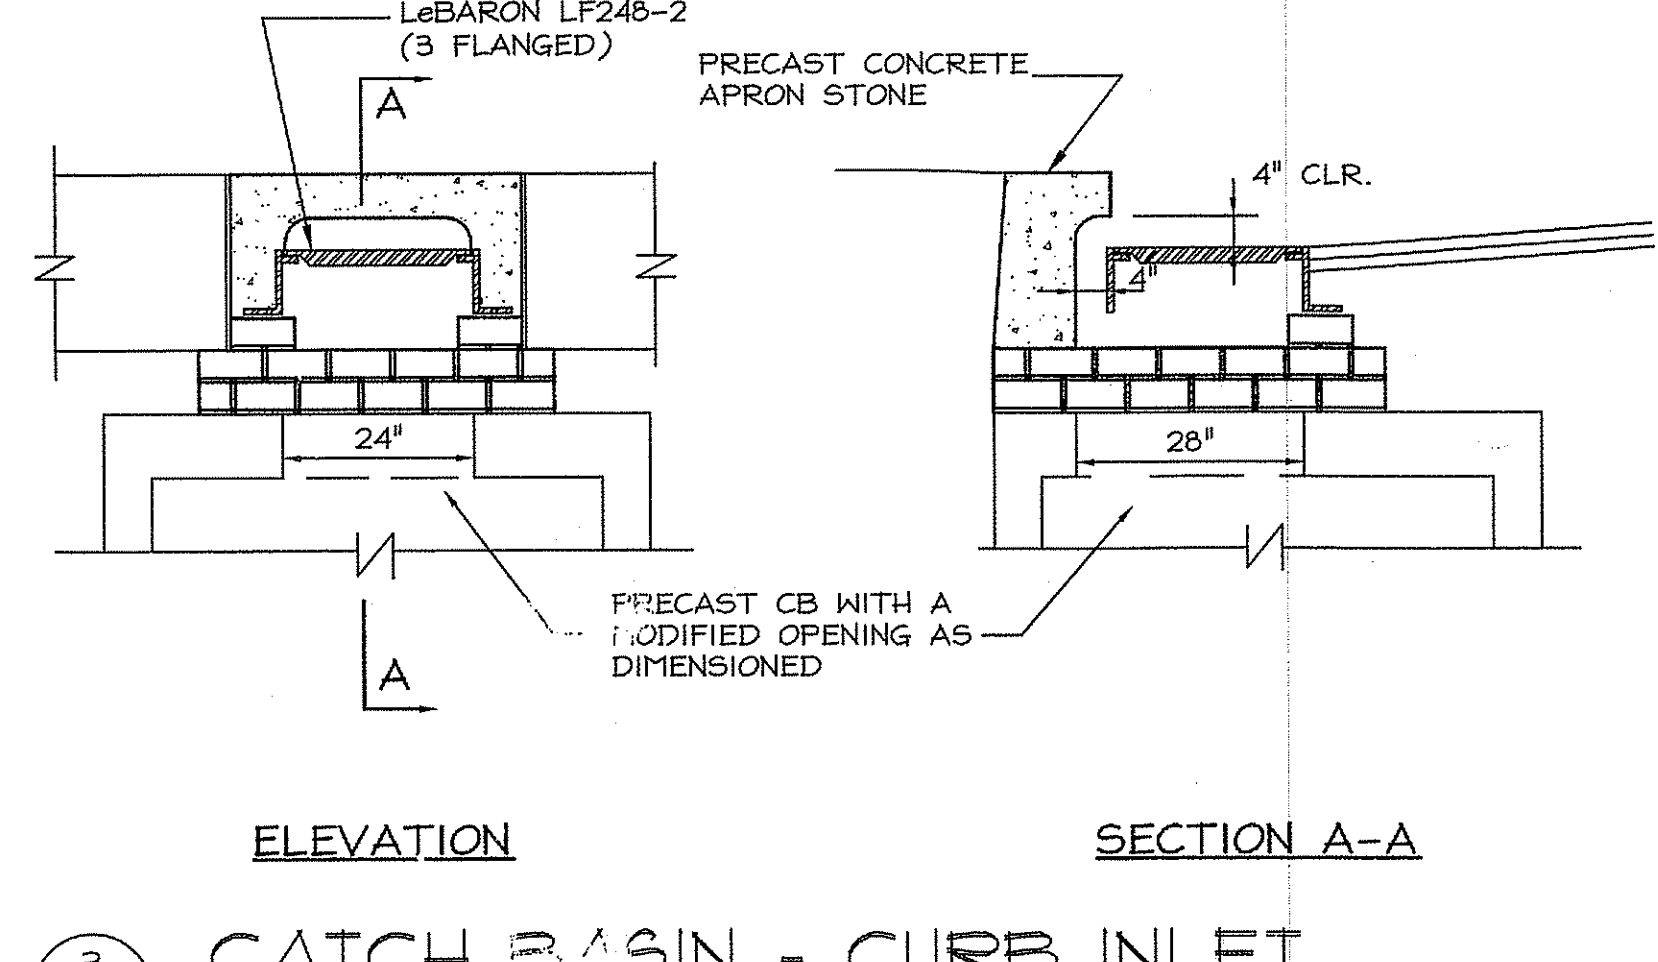 LeBARON LF248-2
(3 FLANGED)
PRECAST CONCRETE
APRON STONE
A
4" CLR.
4"
24"
28"
PRECAST CB WITH A
MODIFIED OPENING AS
DIMENSIONED
A
ELEVATION
SECTION A-A
3
CATCH BASIN - CURB INLET